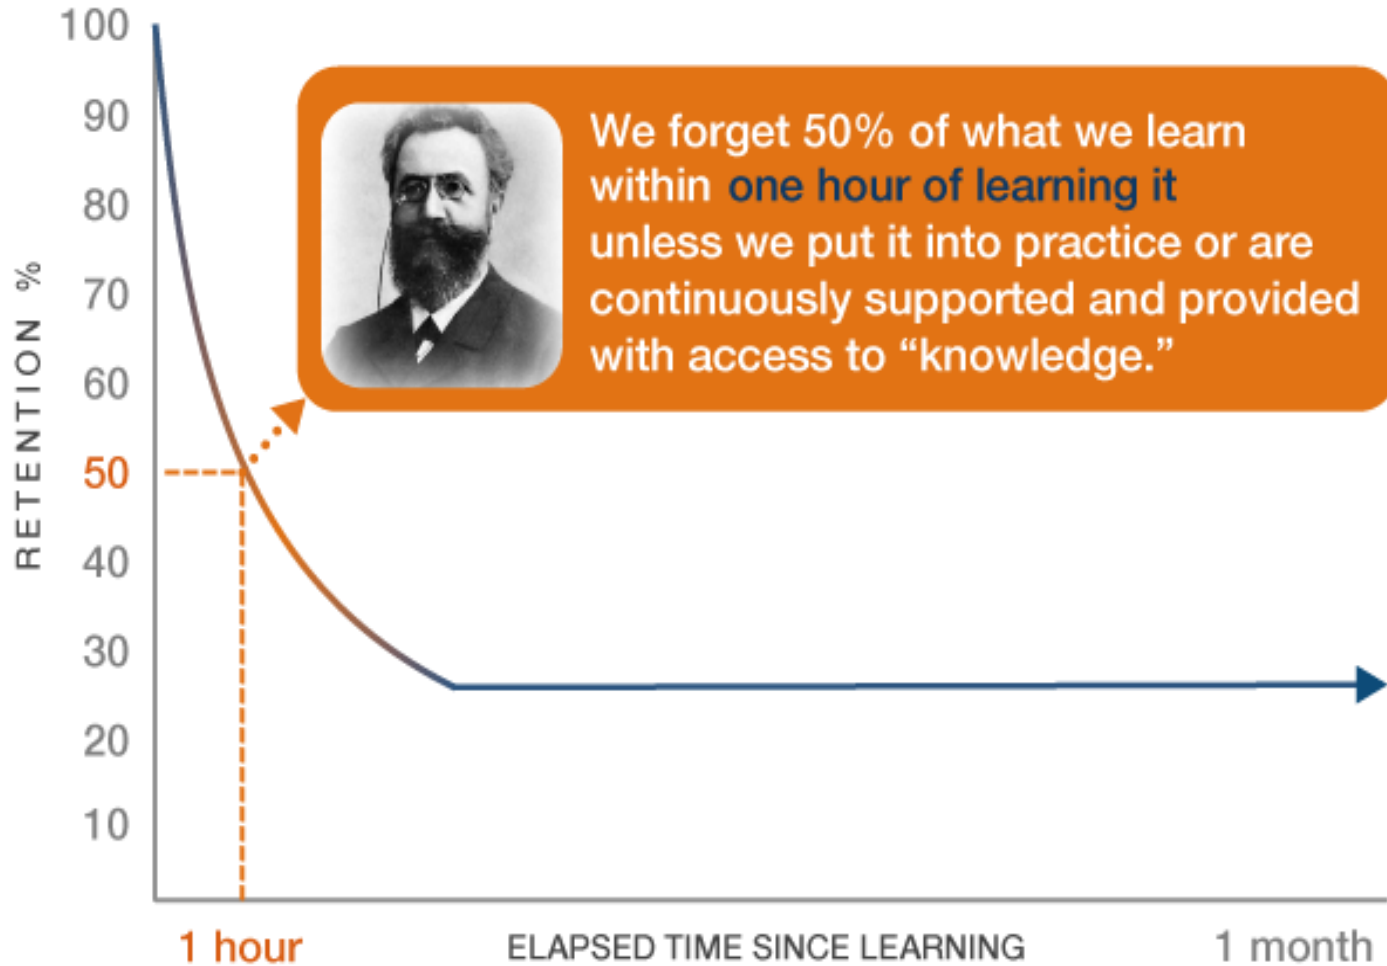 100
90
80
70
60
50
40
30
20
10
RETENTION %
We forget 50% of what we learn
within one hour of learning it
unless we put it into practice or are
continuously supported and provided
with access to “knowledge.”
1 hour
ELAPSED TIME SINCE LEARNING
1 month